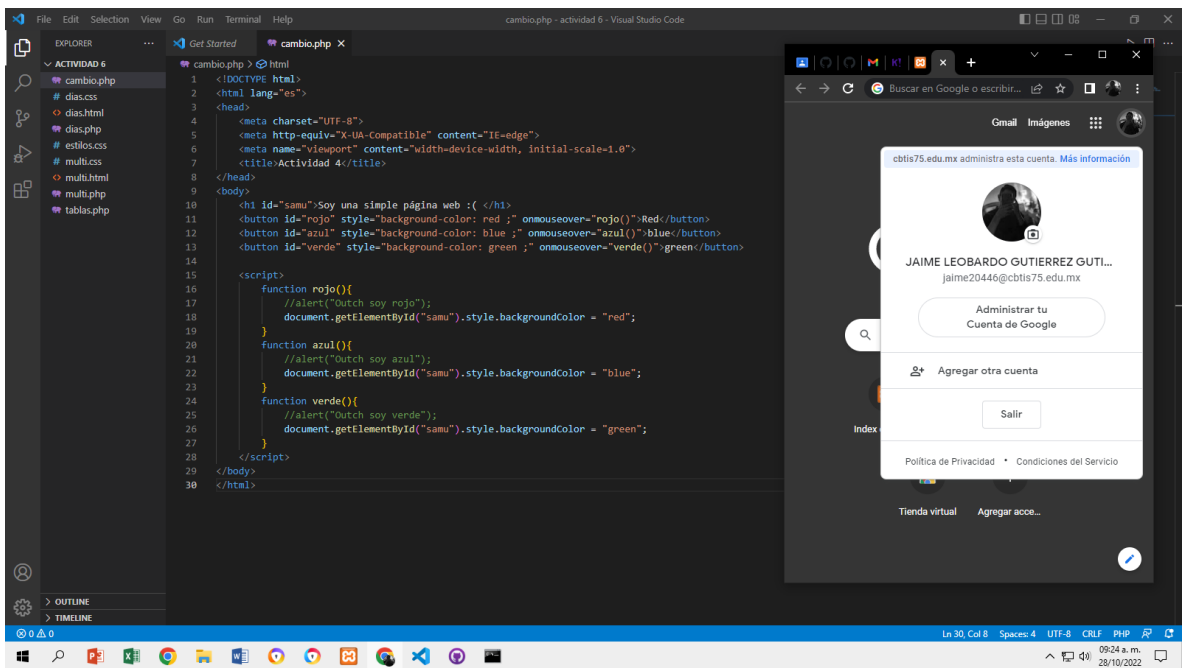 File Edit Selection View Go Run Terminal Help
cambio.php - actividad 6 - Visual Studio Code
EXPLORER
ACTIVIDAD 6
cambio.php
# dias.css
<> dias.html
dias.php
# estilos.css
# multi.css
<> multi.html
multi.php
tablas.php
OUTLINE
TIMELINE
Get Started
cambio.php
cambio.php > html
1 <!DOCTYPE html>
2 <html lang="es">
3 <head>
4 <meta charset="UTF-8">
5 <meta http-equiv="X-UA-Compatible" content="IE=edge">
6 <meta name="viewport" content="width=device-width, initial-scale=1.0">
7 <title>Actividad 4</title>
8 </head>
9 <body>
10 <h1 id="samu">Soy una simple página web :( </h1>
11 <button id="rojo" style="background-color: red ;" onmouseover="rojo()">Red</button>
12 <button id="azul" style="background-color: blue ;" onmouseover="azul()">blue</button>
13 <button id="verde" style="background-color: green ;" onmouseover="verde()">green</button>
14
15 <script>
16 function rojo(){
17 //alert("Outch soy rojo");
18 document.getElementById("samu").style.backgroundColor = "red";
19 }
20 function azul(){
21 //alert("Outch soy azul");
22 document.getElementById("samu").style.backgroundColor = "blue";
23 }
24 function verde(){
25 //alert("Outch soy verde");
26 document.getElementById("samu").style.backgroundColor = "green";
27 }
28 </script>
29 </body>
30 </html>
Buscar en Google o escribir...
Gmail Imágenes
cbtis75.edu.mx administra esta cuenta. Más información
JAIME LEOBARDO GUTIERREZ GUTI...
jaime20446@cbtis75.edu.mx
Administrar tu
Cuenta de Google
Agregar otra cuenta
Salir
Política de Privacidad • Condiciones del Servicio
Index
Tienda virtual
Agregar acce...
0 0
Ln 30, Col 8 Spaces: 4 UTF-8 CRLF PHP
09:24 a. m.
28/10/2022